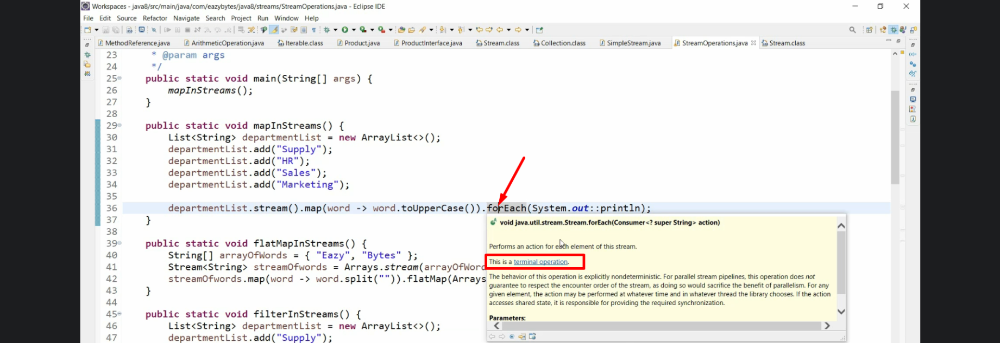 Workspaces - java8/src/main/java/com/eazybytes/java8/streams/StreamOperations.java - Eclipse IDE
File Edit Source Refactor Navigate Search Project Run Window Help
MethodReference.java ArithmeticOperation.java Iterable.class Product.java ProductInterface.java Stream.class Collection.class SimpleStream.java StreamOperations.java Stream.class
23 * @param args
24 */
25 public static void main(String[] args) {
26 mapInStreams();
27 }
28
29 public static void mapInStreams() {
30 List<String> departmentList = new ArrayList<>();
31 departmentList.add("Supply");
32 departmentList.add("HR");
33 departmentList.add("Sales");
34 departmentList.add("Marketing");
35
36 departmentList.stream().map(word -> word.toUpperCase()).forEach(System.out::println);
37 }
38
39 public static void flatMapInStreams() {
40 String[] arrayOfWords = { "Eazy", "Bytes" };
41 Stream<String> streamOfwords = Arrays.stream(arrayOfWord
42 streamOfwords.map(word -> word.split("")).flatMap(Arrays
43 }
44
45 public static void filterInStreams() {
46 List<String> departmentList = new ArrayList<>();
47 departmentList.add("Supply");
void java.util.stream.Stream.forEach(Consumer<? super String> action)
Performs an action for each element of this stream.
This is a terminal operation.
The behavior of this operation is explicitly nondeterministic. For parallel stream pipelines, this operation does not
guarantee to respect the encounter order of the stream, as doing so would sacrifice the benefit of parallelism. For any
given element, the action may be performed at whatever time and in whatever thread the library chooses. If the action
accesses shared state, it is responsible for providing the required synchronization.
Parameters: